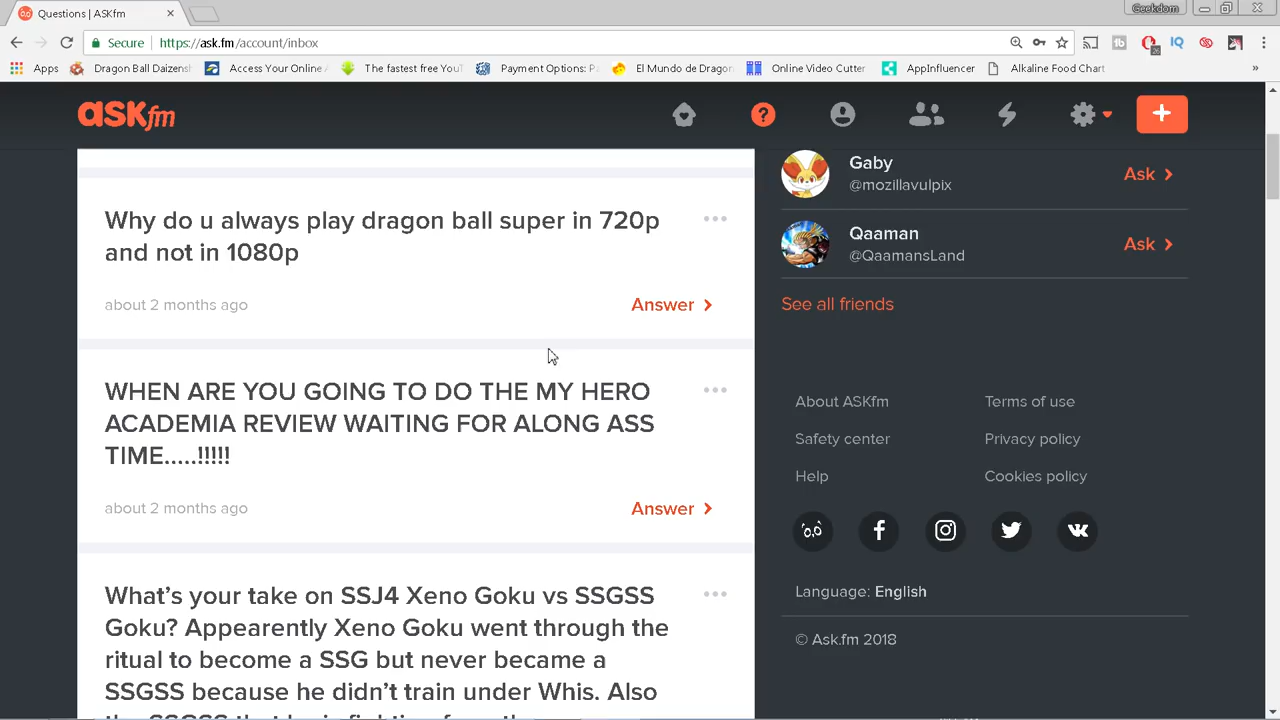 Questions | ASKfm
Geekdom
Secure
https://ask.fm/account/inbox
Apps
Dragon Ball Daizensh
Access Your Online A
The fastest free YouT
Payment Options: Pa
El Mundo de Dragor
Online Video Cutter
AppInfluencer
Alkaline Food Chart
»
ASKfm
Why do u always play dragon ball super in 720p
and not in 1080p
about 2 months ago
Answer
WHEN ARE YOU GOING TO DO THE MY HERO
ACADEMIA REVIEW WAITING FOR ALONG ASS
TIME.....!!!!!
about 2 months ago
Answer
What's your take on SSJ4 Xeno Goku vs SSGSS
Goku? Appearently Xeno Goku went through the
ritual to become a SSG but never became a
SSGSS because he didn't train under Whis. Also
Gaby
@mozillavulpix
Ask
Qaaman
@QaamansLand
Ask
See all friends
About ASKfm
Terms of use
Safety center
Privacy policy
Help
Cookies policy
Language: English
© Ask.fm 2018